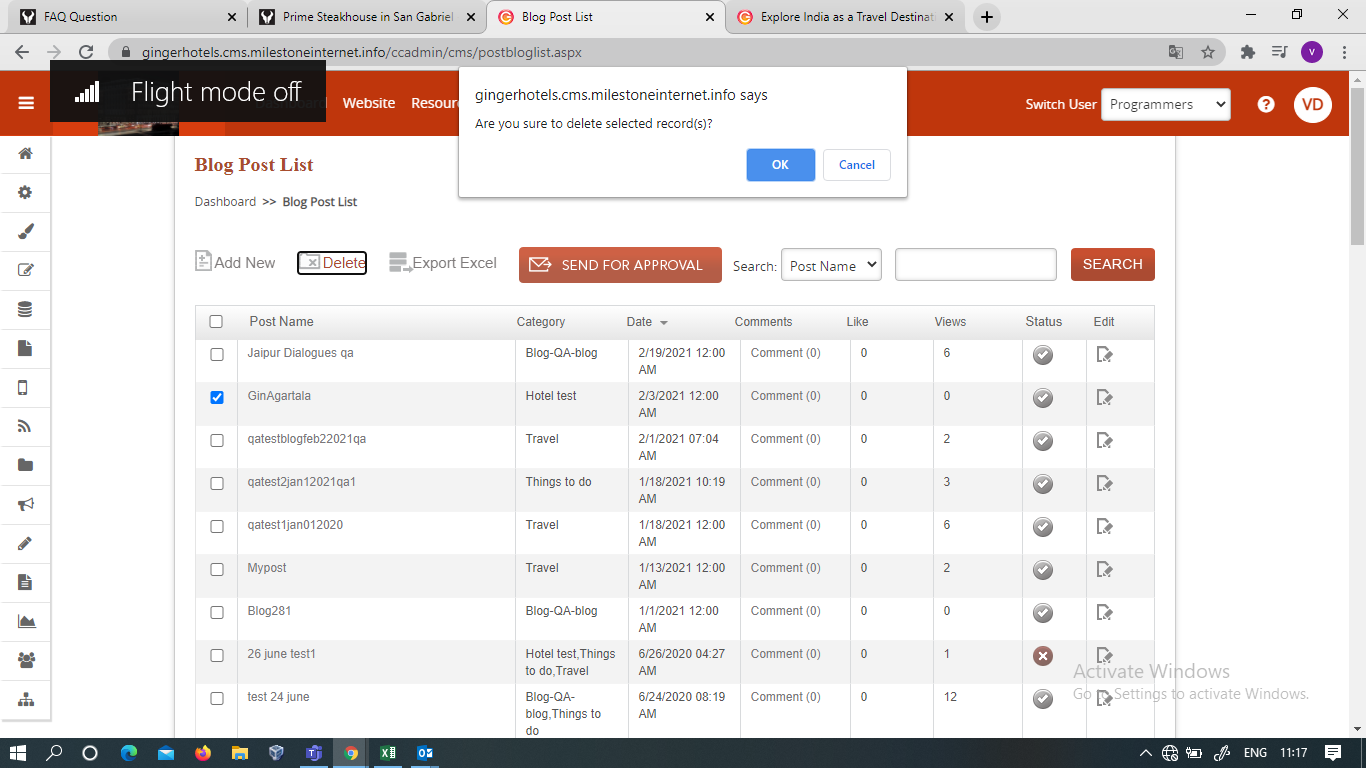 FAQ Question
Prime Steakhouse in San Gabriel
Blog Post List
Explore India as a Travel Destinat
V
gingerhotels.cms.milestoneinternet.info/ccadmin/cms/postbloglist.aspx
Flight mode off
Website
Switch User
Programmers
VD
gingerhotels.cms.milestoneinternet.info says
Are you sure to delete selected record(s)?
OK
Cancel
Blog Post List
Dashboard >> Blog Post List
Add New
Delete
Export Excel
SEND FOR APPROVAL
Search:
Post Name
SEARCH
Post Name Category Date Comments Like Views Status Edit
Jaipur Dialogues qa Blog-QA-blog 2/19/2021 12:00 Comment (0) 0 6
AM
GinAgartala Hotel test 2/3/2021 12:00 Comment (0) 0 0
AM
qatestblogfeb22021qa Travel 2/1/2021 07:04 Comment (0) 0 2
AM
qatest2jan12021qa1 Things to do 1/18/2021 10:19 Comment (0) 0 3
AM
qatest1jan012020 Travel 1/18/2021 12:00 Comment (0) 0 6
AM
Mypost Travel 1/13/2021 12:00 Comment (0) 0 2
AM
Blog281 Blog-QA-blog 1/1/2021 12:00 Comment (0) 0 0
AM
26 june test1 Hotel test,Things 6/26/2020 04:27 Comment (0) 0 1
to do,Travel AM
test 24 june Blog-QA- 6/24/2020 08:19 Comment (0) 0 12
blog,Things to AM
do
Activate Windows
Go to Settings to activate Windows.
ENG
11:17